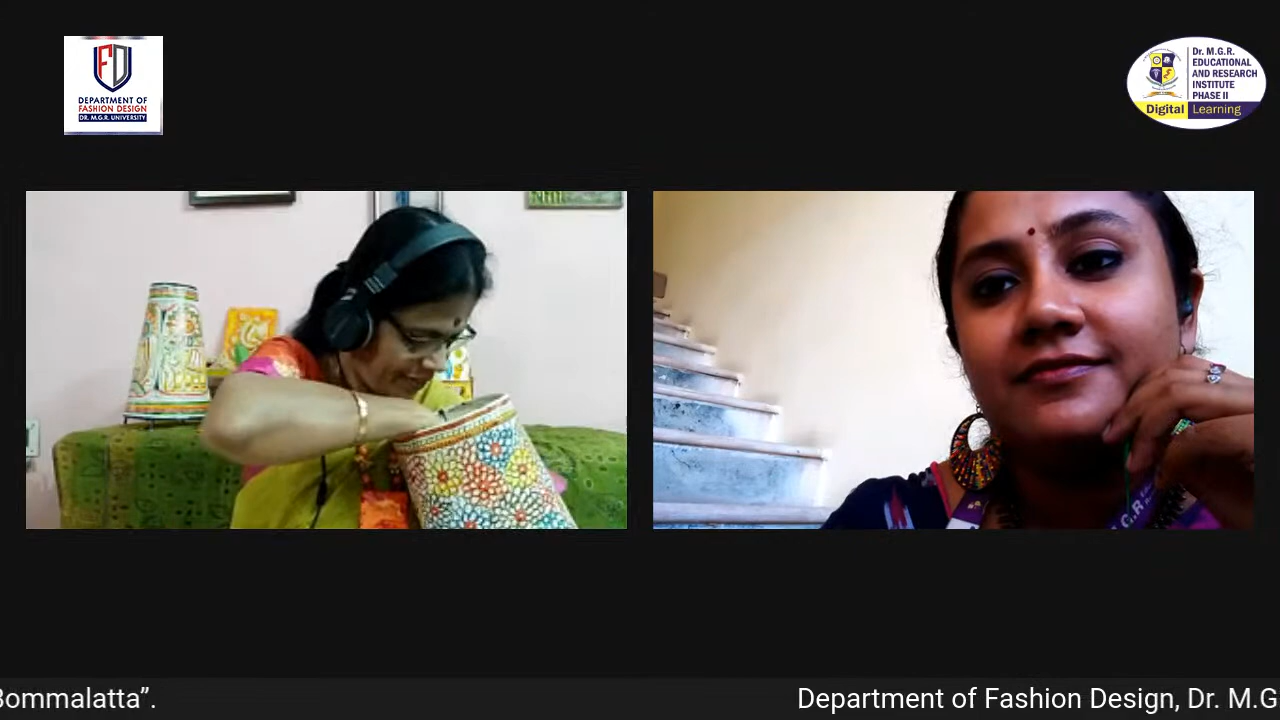 FD
DEPARTMENT OF
FASHION DESIGN
DR. M.G.R. UNIVERSITY
Dr. M.G.R.
EDUCATIONAL
AND RESEARCH
INSTITUTE
PHASE II
Digital Learning
Bommalatta”.
Department of Fashion Design, Dr. M.G